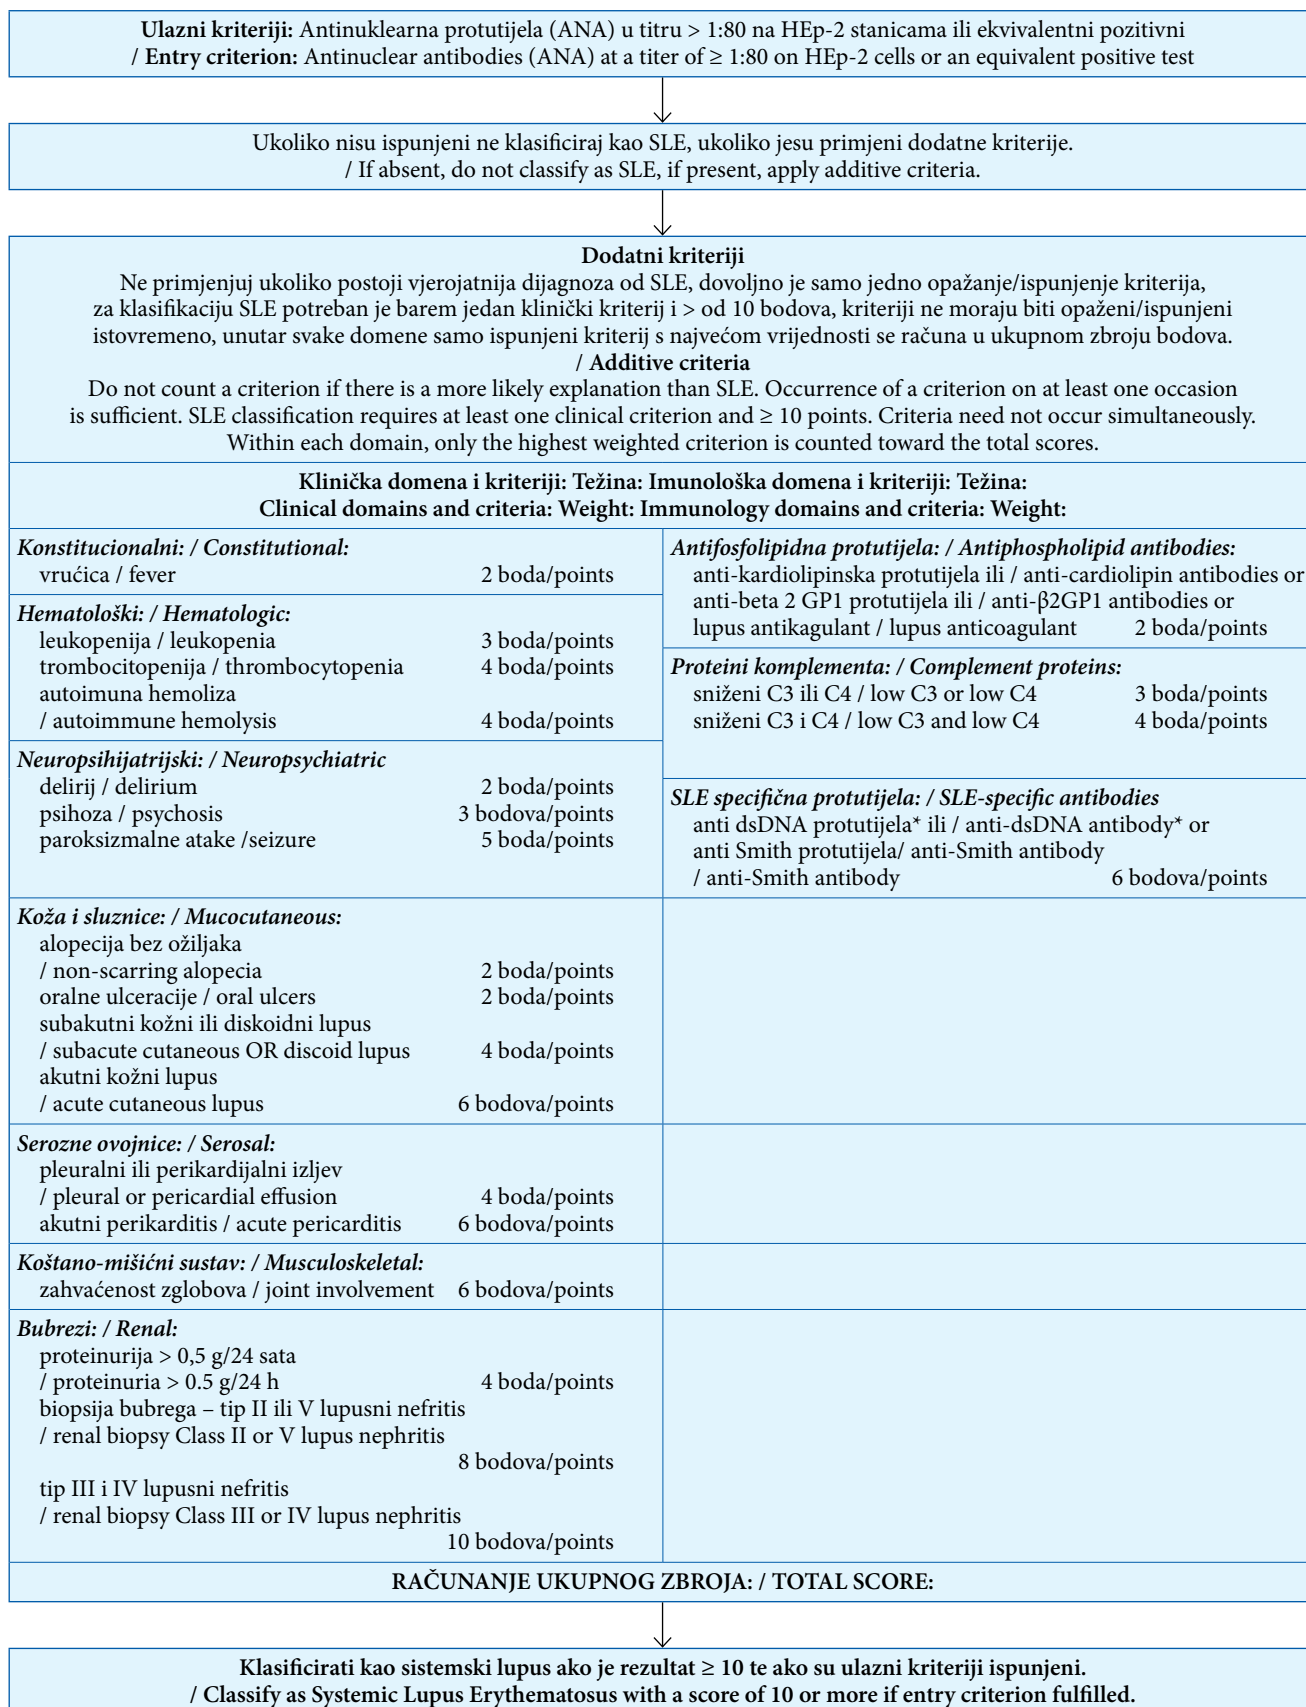 Ulazni kriteriji: Antinuklearna protutijela (ANA) u titru > 1:80 na HEp-2 stanicama ili ekvivalentni pozitivni
/ Entry criterion: Antinuclear antibodies (ANA) at a titer of ≥ 1:80 on HEp-2 cells or an equivalent positive test
Ukoliko nisu ispunjeni ne klasificiraj kao SLE, ukoliko jesu primjeni dodatne kriterije.
/ If absent, do not classify as SLE, if present, apply additive criteria.
Dodatni kriteriji
Ne primjenjuj ukoliko postoji vjerojatnija dijagnoza od SLE, dovoljno je samo jedno opažanje/ispunjenje kriterija,
za klasifikaciju SLE potreban je barem jedan klinički kriterij i > od 10 bodova, kriteriji ne moraju biti opaženi/ispunjeni
istovremeno, unutar svake domene samo ispunjeni kriterij s najvećom vrijednosti se računa u ukupnom zbroju bodova.
/ Additive criteria
Do not count a criterion if there is a more likely explanation than SLE. Occurrence of a criterion on at least one occasion
is sufficient. SLE classification requires at least one clinical criterion and ≥ 10 points. Criteria need not occur simultaneously.
Within each domain, only the highest weighted criterion is counted toward the total scores.
Klinička domena i kriteriji: Težina: Imunološka domena i kriteriji: Težina:
Clinical domains and criteria: Weight: Immunology domains and criteria: Weight:
Konstitucionalni: / Constitutional:
vrućica / fever 2 boda/points
Hematološki: / Hematologic:
leukopenija / leukopenia 3 boda/points
trombocitopenija / thrombocytopenia 4 boda/points
autoimuna hemoliza
/ autoimmune hemolysis 4 boda/points
Neuropsihijatrijski: / Neuropsychiatric
delirij / delirium 2 boda/points
psihoza / psychosis 3 bodova/points
paroksizmalne atake /seizure 5 boda/points
Koža i sluznice: / Mucocutaneous:
alopecija bez ožiljaka
/ non-scarring alopecia 2 boda/points
oralne ulceracije / oral ulcers 2 boda/points
subakutni kožni ili diskoidni lupus
/ subacute cutaneous OR discoid lupus 4 boda/points
akutni kožni lupus
/ acute cutaneous lupus 6 bodova/points
Serozne ovojnice: / Serosal:
pleuralni ili perikardijalni izljev
/ pleural or pericardial effusion 4 boda/points
akutni perikarditis / acute pericarditis 6 bodova/points
Koštano-mišićni sustav: / Musculoskeletal:
zahvaćenost zglobova / joint involvement 6 bodova/points
Bubrezi: / Renal:
proteinurija > 0,5 g/24 sata
/ proteinuria > 0.5 g/24 h 4 boda/points
biopsija bubrega – tip II ili V lupusni nefritis
/ renal biopsy Class II or V lupus nephritis
8 bodova/points
tip III i IV lupusni nefritis
/ renal biopsy Class III or IV lupus nephritis
10 bodova/points
Antifosfolipidna protutijela: / Antiphospholipid antibodies:
anti-kardiolipinska protutijela ili / anti-cardiolipin antibodies or
anti-beta 2 GP1 protutijela ili / anti-β2GP1 antibodies or
lupus antikagulant / lupus anticoagulant 2 boda/points
Proteini komplementa: / Complement proteins:
sniženi C3 ili C4 / low C3 or low C4 3 boda/points
sniženi C3 i C4 / low C3 and low C4 4 boda/points
SLE specifična protutijela: / SLE-specific antibodies
anti dsDNA protutijela* ili / anti-dsDNA antibody* or
anti Smith protutijela/ anti-Smith antibody
/ anti-Smith antibody 6 bodova/points
RAČUNANJE UKUPNOG ZBROJA: / TOTAL SCORE:
Klasificirati kao sistemski lupus ako je rezultat ≥ 10 te ako su ulazni kriteriji ispunjeni.
/ Classify as Systemic Lupus Erythematosus with a score of 10 or more if entry criterion fulfilled.